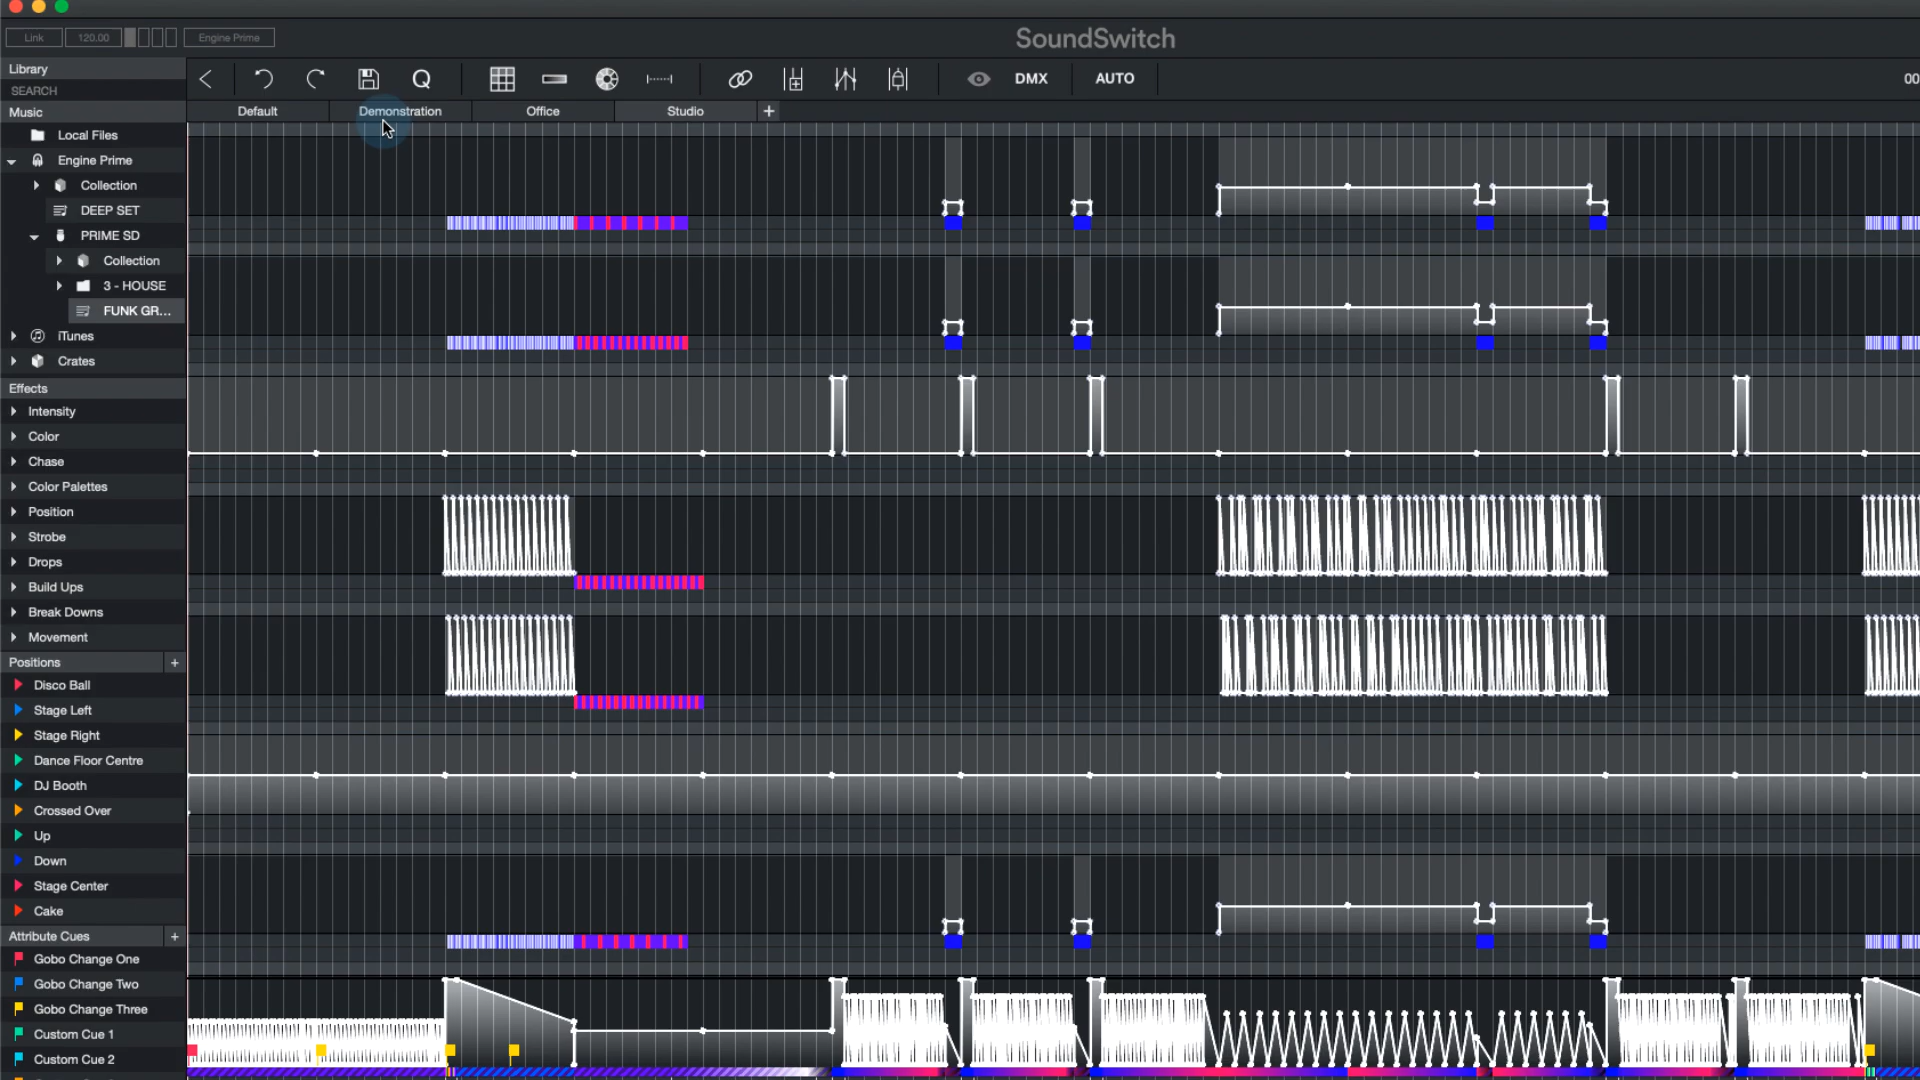 SoundSwitch
Link 120.00 Engine Prime
Library
SEARCH
Q DMX AUTO 00
Default Demonstration Office Studio +
Music
Local Files
Engine Prime
Collection
DEEP SET
PRIME SD
Collection
3 - HOUSE
FUNK GR...
iTunes
Crates
Effects
Intensity
Color
Chase
Color Palettes
Position
Strobe
Drops
Build Ups
Break Downs
Movement
Positions +
Disco Ball
Stage Left
Stage Right
Dance Floor Centre
DJ Booth
Crossed Over
Up
Down
Stage Center
Cake
Attribute Cues +
Gobo Change One
Gobo Change Two
Gobo Change Three
Custom Cue 1
Custom Cue 2